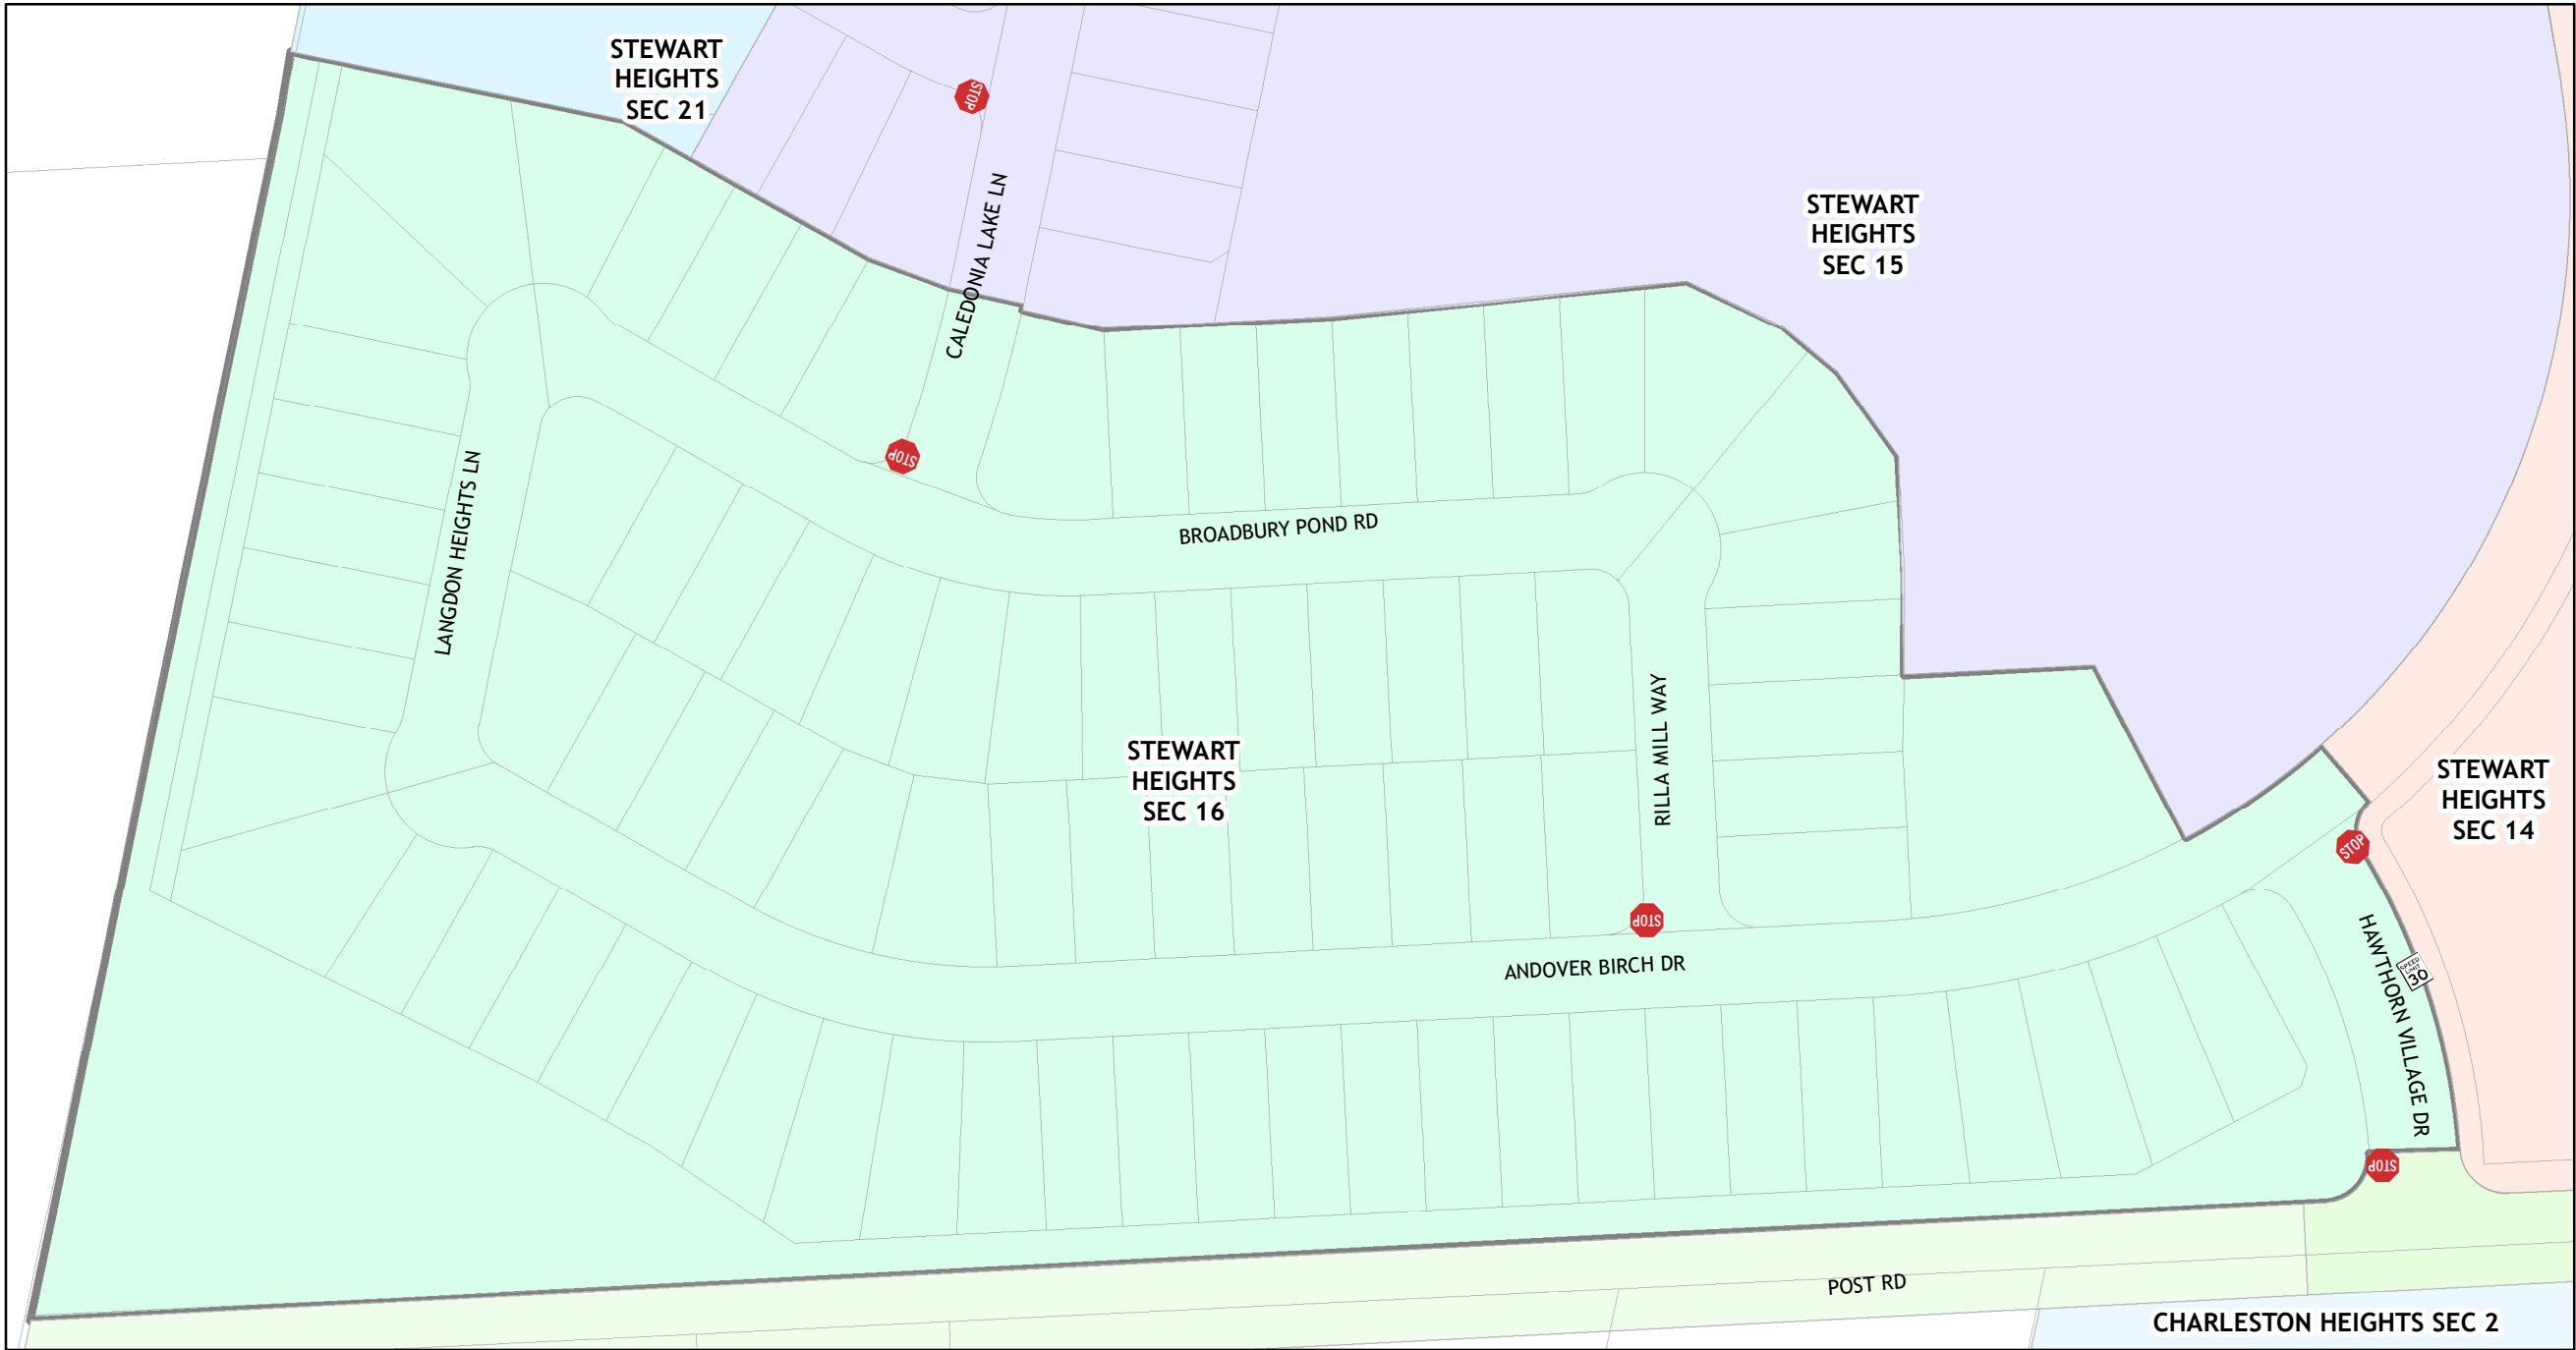 STEWART
HEIGHTS
SEC 21
STOP
CALEDONIA LAKE LN
STEWART
HEIGHTS
SEC 15
STOP
LANGDON HEIGHTS LN
BROADBURY POND RD
RILLA MILL WAY
STEWART
HEIGHTS
SEC 16
STEWART
HEIGHTS
SEC 14
STOP
STOP
ANDOVER BIRCH DR
HAWTHORN VILLAGE DR
SPEED
LIMIT
30
STOP
POST RD
CHARLESTON HEIGHTS SEC 2